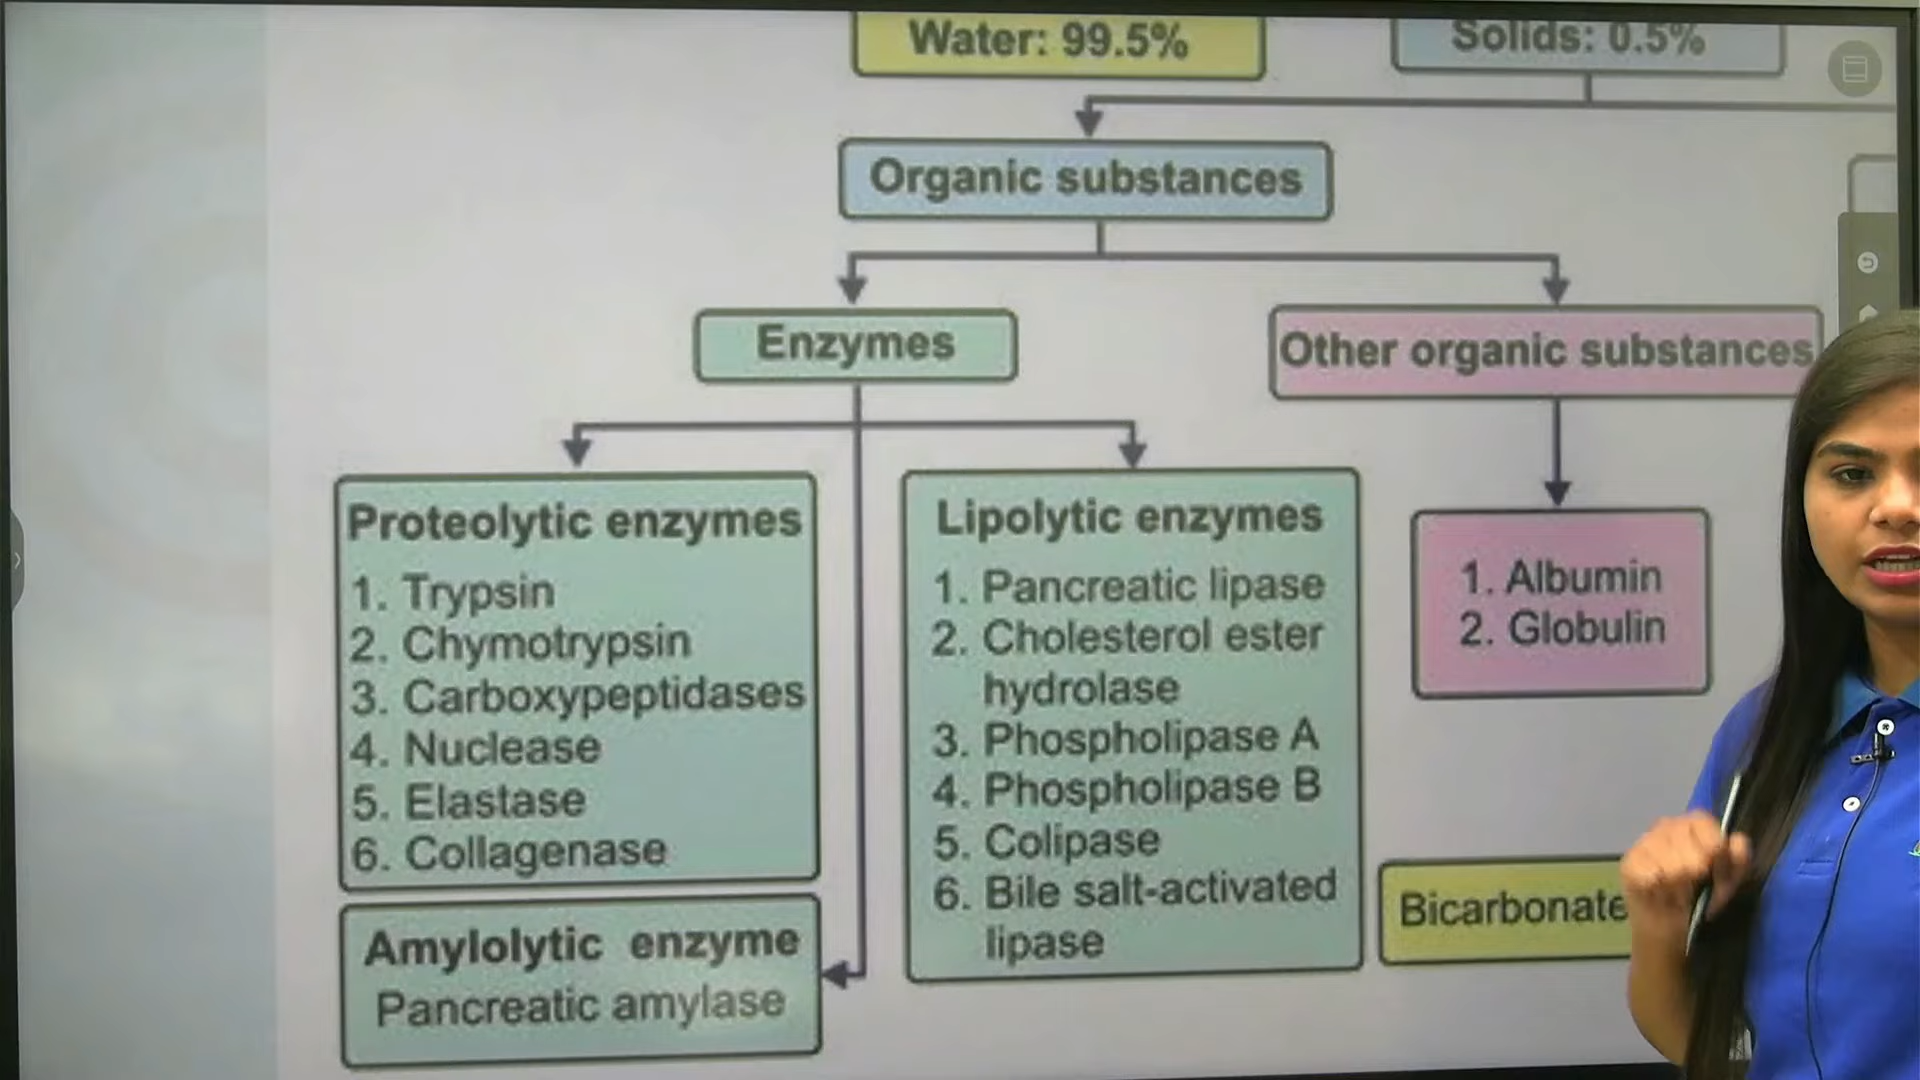 Water: 99.5%
Solids: 0.5%
Organic substances
Enzymes
Other organic substances
Proteolytic enzymes
1. Trypsin
2. Chymotrypsin
3. Carboxypeptidases
4. Nuclease
5. Elastase
6. Collagenase
Lipolytic enzymes
1. Pancreatic lipase
2. Cholesterol ester
hydrolase
3. Phospholipase A
4. Phospholipase B
5. Colipase
6. Bile salt-activated
lipase
1. Albumin
2. Globulin
Amylolytic enzyme
Pancreatic amylase
Bicarbonate